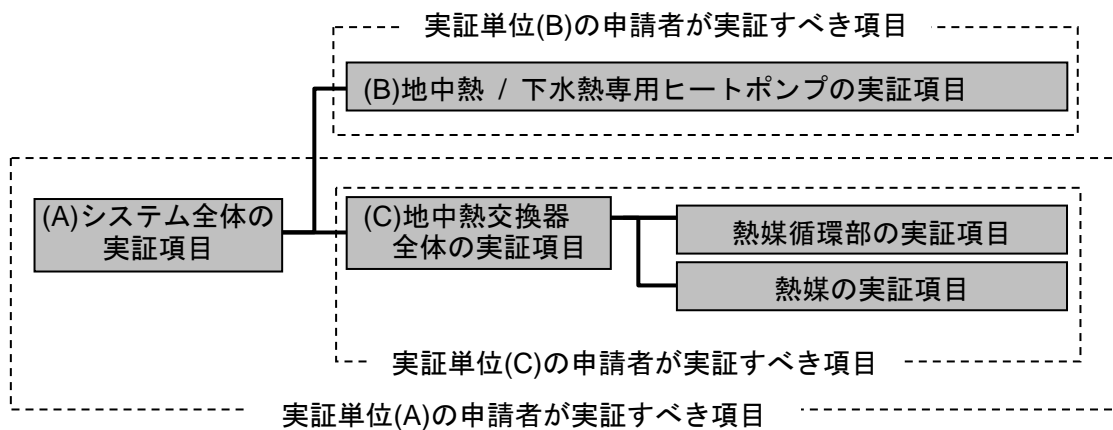 実証単位(B)の申請者が実証すべき項目
(B)地中熱 / 下水熱専用ヒートポンプの実証項目
(A)システム全体の
実証項目
(C)地中熱交換器
全体の実証項目
熱媒循環部の実証項目
熱媒の実証項目
実証単位(C)の申請者が実証すべき項目
実証単位(A)の申請者が実証すべき項目